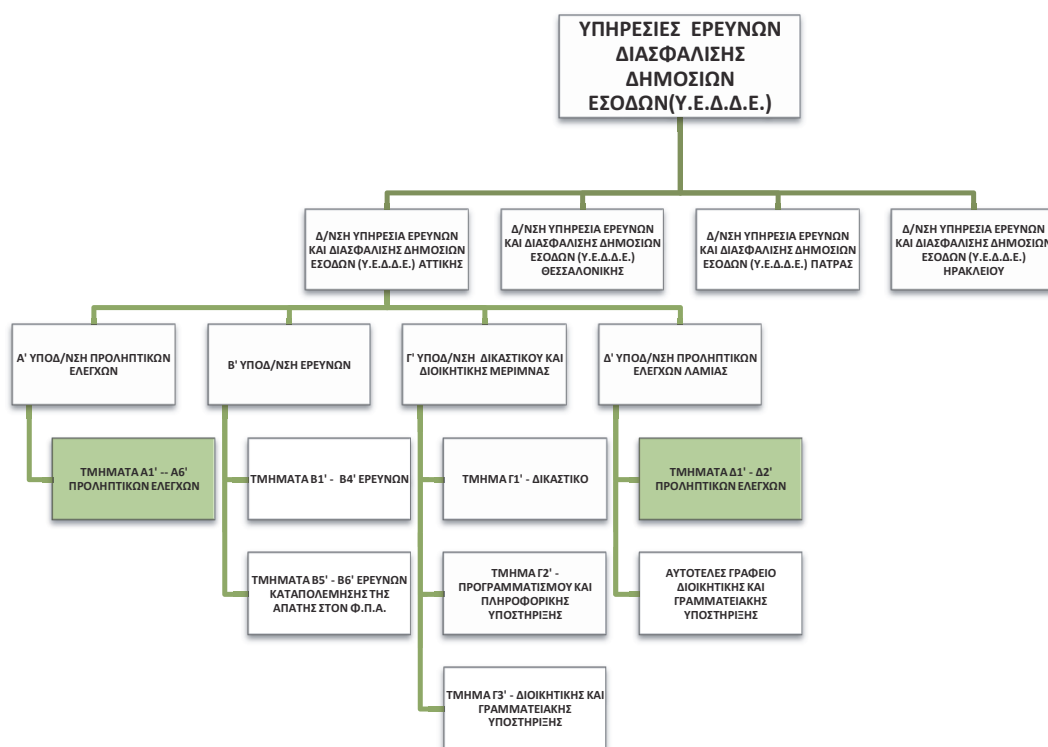 ΥΠΗΡΕΣΙΕΣ ΕΡΕΥΝΩΝ
ΔΙΑΣΦΑΛΙΣΗΣ
ΔΗΜΟΣΙΩΝ
ΕΣΟΔΩΝ(Υ.Ε.Δ.Δ.Ε.)
Δ/ΝΣΗ ΥΠΗΡΕΣΙΑ ΕΡΕΥΝΩΝ
ΚΑΙ ΔΙΑΣΦΑΛΙΣΗΣ ΔΗΜΟΣΙΩΝ
ΕΣΟΔΩΝ (Υ.Ε.Δ.Δ.Ε.) ΑΤΤΙΚΗΣ
Δ/ΝΣΗ ΥΠΗΡΕΣΙΑ ΕΡΕΥΝΩΝ
ΚΑΙ ΔΙΑΣΦΑΛΙΣΗΣ ΔΗΜΟΣΙΩΝ
ΕΣΟΔΩΝ (Υ.Ε.Δ.Δ.Ε.)
ΘΕΣΣΑΛΟΝΙΚΗΣ
Δ/ΝΣΗ ΥΠΗΡΕΣΙΑ ΕΡΕΥΝΩΝ
ΚΑΙ ΔΙΑΣΦΑΛΙΣΗΣ ΔΗΜΟΣΙΩΝ
ΕΣΟΔΩΝ (Υ.Ε.Δ.Δ.Ε.) ΠΑΤΡΑΣ
Δ/ΝΣΗ ΥΠΗΡΕΣΙΑ ΕΡΕΥΝΩΝ
ΚΑΙ ΔΙΑΣΦΑΛΙΣΗΣ ΔΗΜΟΣΙΩΝ
ΕΣΟΔΩΝ (Υ.Ε.Δ.Δ.Ε.)
ΗΡΑΚΛΕΙΟΥ
Α' ΥΠΟΔ/ΝΣΗ ΠΡΟΛΗΠΤΙΚΩΝ
ΕΛΕΓΧΩΝ
Β' ΥΠΟΔ/ΝΣΗ ΕΡΕΥΝΩΝ
Γ' ΥΠΟΔ/ΝΣΗ ΔΙΚΑΣΤΙΚΟΥ ΚΑΙ
ΔΙΟΙΚΗΤΙΚΗΣ ΜΕΡΙΜΝΑΣ
Δ' ΥΠΟΔ/ΝΣΗ ΠΡΟΛΗΠΤΙΚΩΝ
ΕΛΕΓΧΩΝ ΛΑΜΙΑΣ
ΤΜΗΜΑΤΑ Α1' -- Α6'
ΠΡΟΛΗΠΤΙΚΩΝ ΕΛΕΓΧΩΝ
ΤΜΗΜΑΤΑ Β1' - Β4' ΕΡΕΥΝΩΝ
ΤΜΗΜΑ Γ1' - ΔΙΚΑΣΤΙΚΟ
ΤΜΗΜΑΤΑ Δ1' - Δ2'
ΠΡΟΛΗΠΤΙΚΩΝ ΕΛΕΓΧΩΝ
ΤΜΗΜΑΤΑ Β5' - Β6' ΕΡΕΥΝΩΝ
ΚΑΤΑΠΟΛΕΜΗΣΗΣ ΤΗΣ
ΑΠΑΤΗΣ ΣΤΟΝ Φ.Π.Α.
ΤΜΗΜΑ Γ2' -
ΠΡΟΓΡΑΜΜΑΤΙΣΜΟΥ ΚΑΙ
ΠΛΗΡΟΦΟΡΙΚΗΣ
ΥΠΟΣΤΗΡΙΞΗΣ
ΑΥΤΟΤΕΛΕΣ ΓΡΑΦΕΙΟ
ΔΙΟΙΚΗΤΙΚΗΣ ΚΑΙ
ΓΡΑΜΜΑΤΕΙΑΚΗΣ
ΥΠΟΣΤΗΡΙΞΗΣ
ΤΜΗΜΑ Γ3' - ΔΙΟΙΚΗΤΙΚΗΣ ΚΑΙ
ΓΡΑΜΜΑΤΕΙΑΚΗΣ
ΥΠΟΣΤΗΡΙΞΗΣ